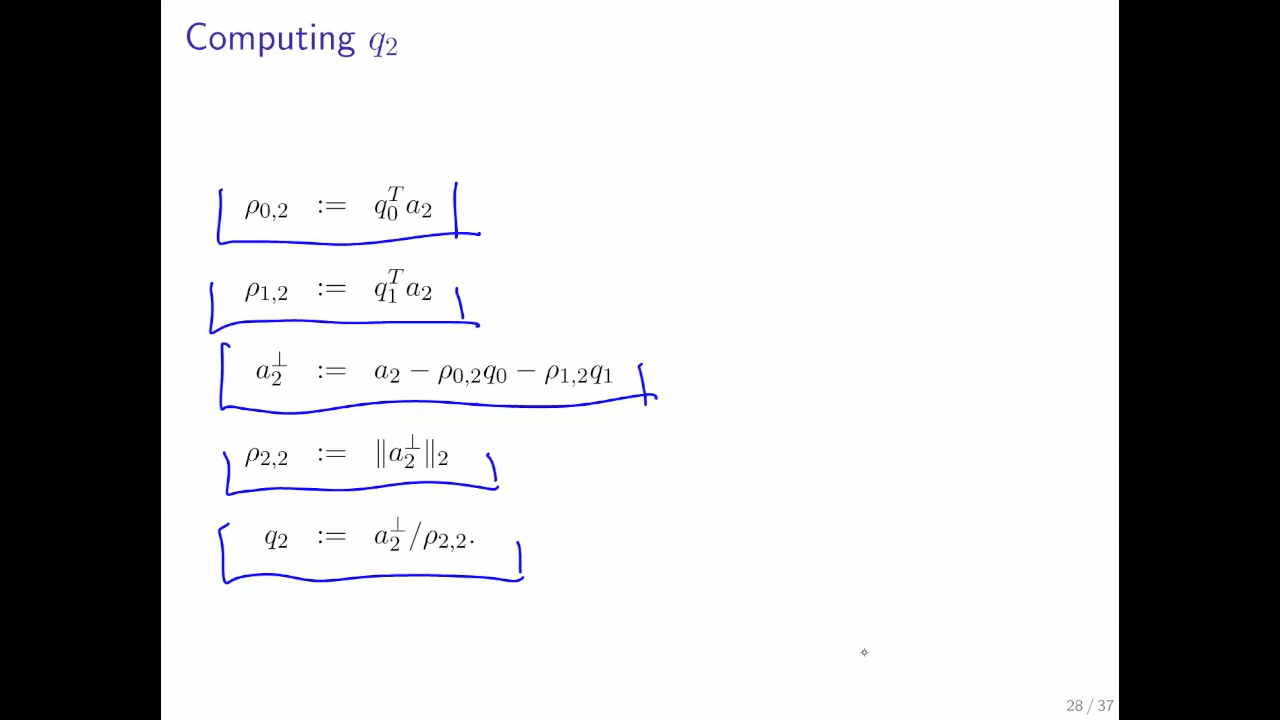 Computing q₂
ρ₀,₂ := q₀ᵀa₂
ρ₁,₂ := q₁ᵀa₂
a₂^⊥ := a₂ − ρ₀,₂q₀ − ρ₁,₂q₁
ρ₂,₂ := ‖a₂^⊥‖₂
q₂ := a₂^⊥/ρ₂,₂.
28 / 37